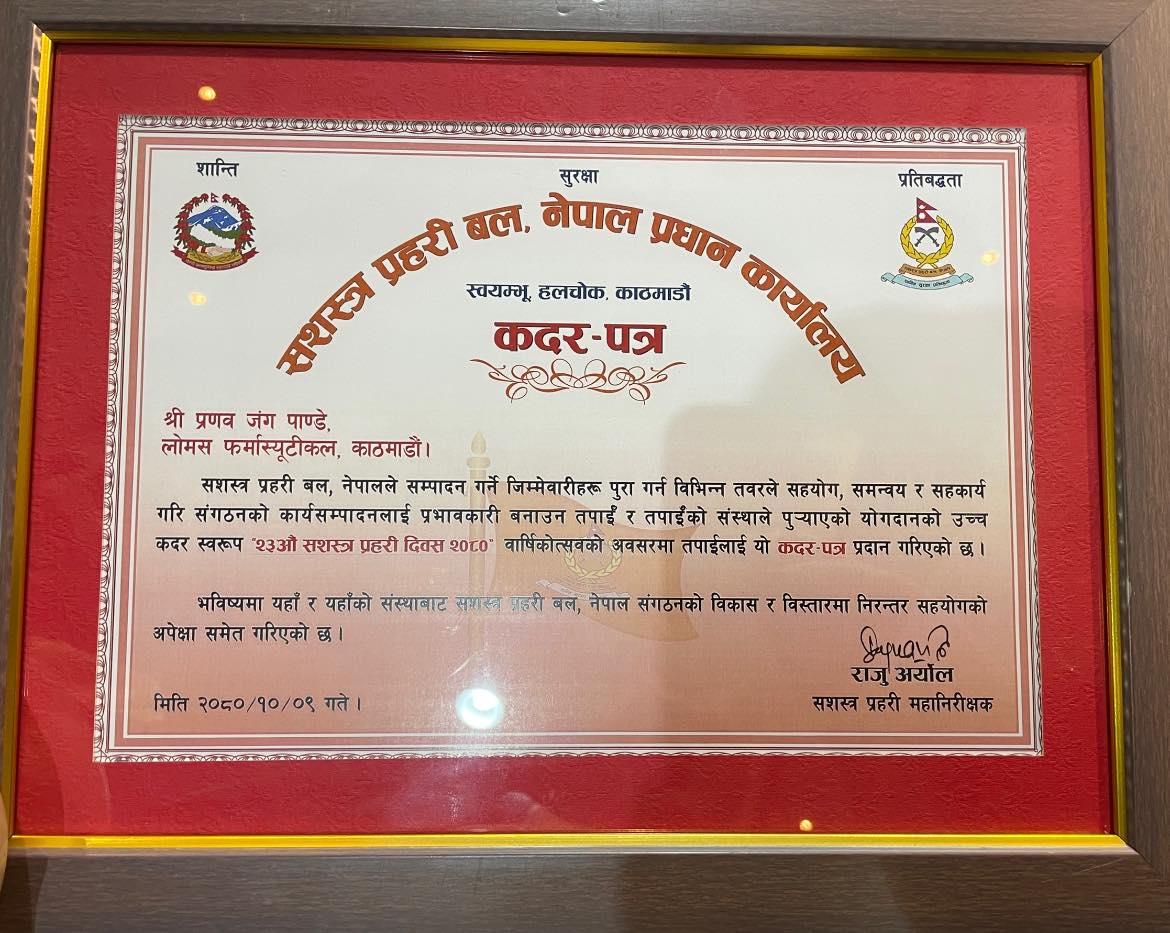 शान्ति
सुरक्षा
प्रतिबद्धता
सशस्त्र प्रहरी बल, नेपाल प्रधान कार्यालय
स्वयम्भू, हलचोक, काठमाडौं
कदर-पत्र
श्री प्रणव जंग पाण्डे,
लोमस फर्मास्यूटीकल, काठमाडौं।
सशस्त्र प्रहरी बल, नेपालले सम्पादन गर्ने जिम्मेवारीहरू पुरा गर्न विभिन्न तवरले सहयोग, समन्वय र सहकार्य
गरि संगठनको कार्यसम्पादनलाई प्रभावकारी बनाउन तपाईं र तपाईंको संस्थाले पुऱ्याएको योगदानको उच्च
कदर स्वरूप "२३औं सशस्त्र प्रहरी दिवस २०८०" वार्षिकोत्सवको अवसरमा तपाईलाई यो कदर-पत्र प्रदान गरिएको छ।
भविष्यमा यहाँ र यहाँको संस्थाबाट सशस्त्र प्रहरी बल, नेपाल संगठनको विकास र विस्तारमा निरन्तर सहयोगको
अपेक्षा समेत गरिएको छ।
राजु अर्याल
मिति २०८०/१०/०९ गते।
सशस्त्र प्रहरी महानिरीक्षक